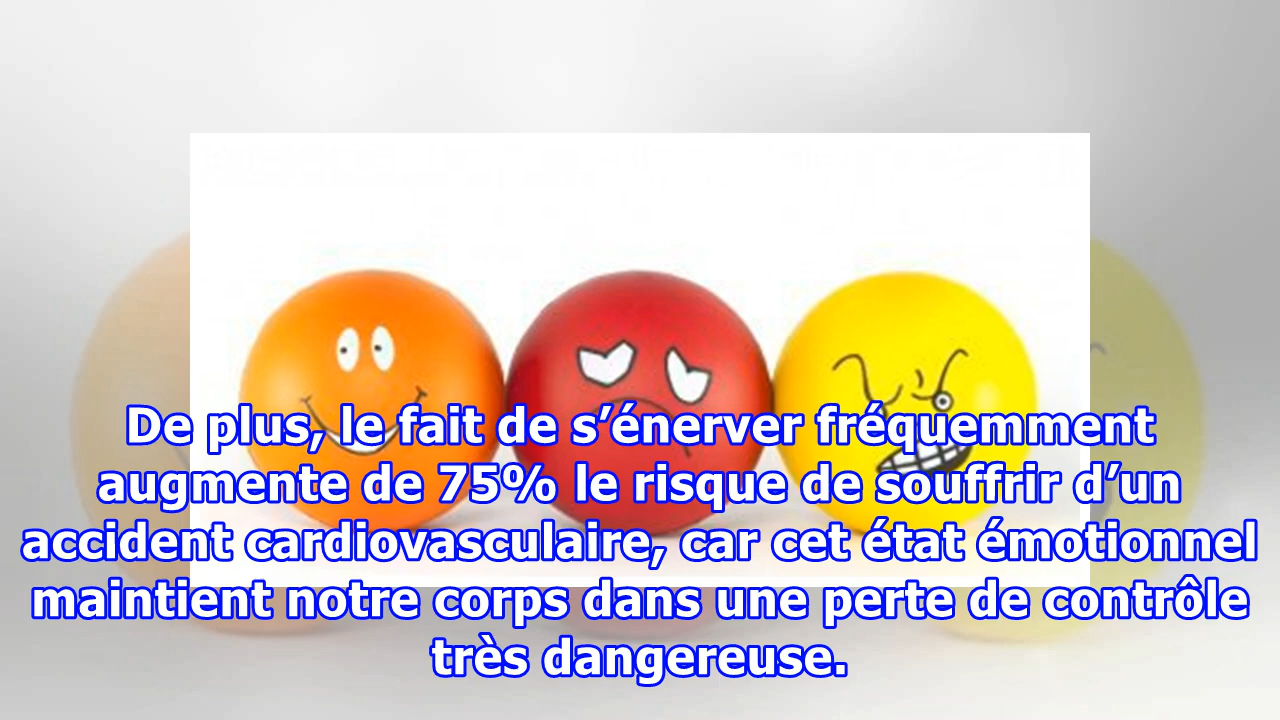 De plus, le fait de s’énerver fréquemment
augmente de 75% le risque de souffrir d’un
accident cardiovasculaire, car cet état émotionnel
maintient notre corps dans une perte de contrôle
très dangereuse.